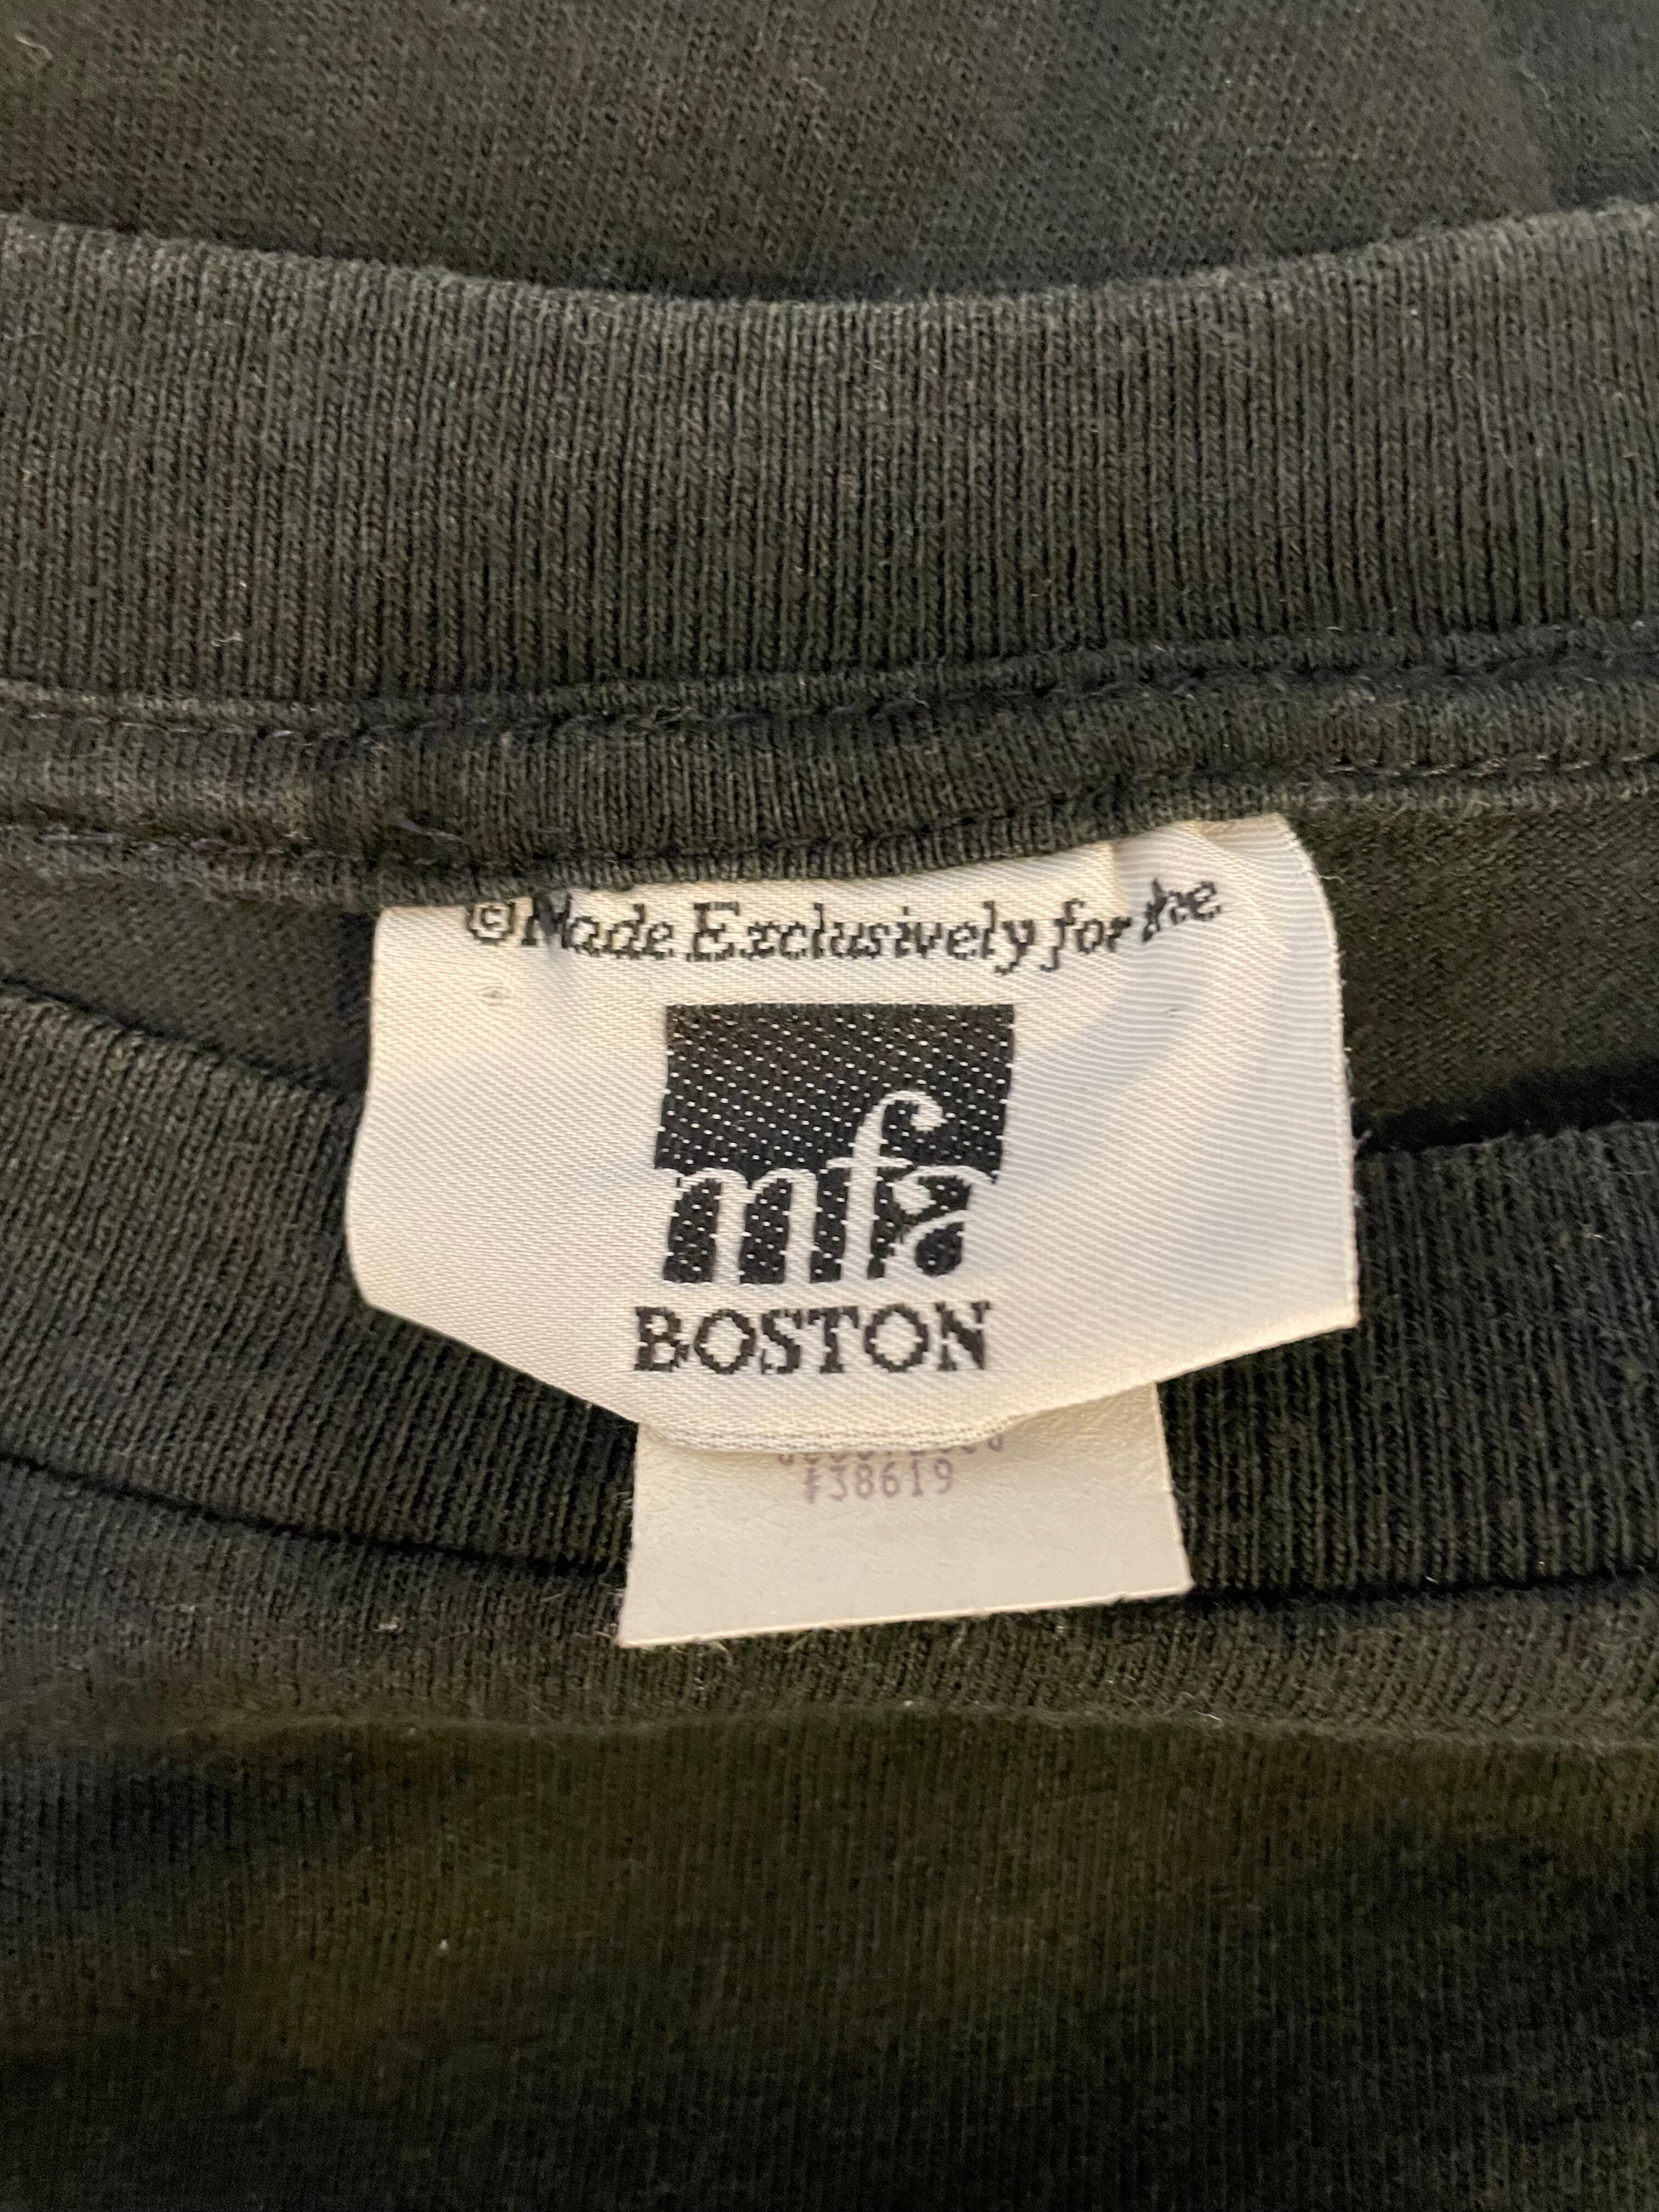 ©Made Exclusively for the
mfa
BOSTON
#38619